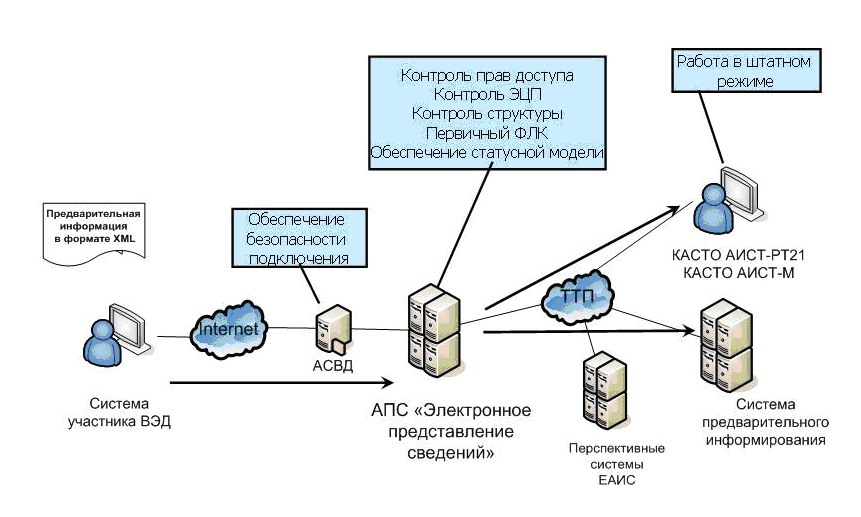 Контроль прав доступа
Контроль ЭЦП
Контроль структуры
Первичный ФЛК
Обеспечение статусной модели
Работа в штатном
режиме
Предварительная
информация
в формате XML
Обеспечение
безопасности
подключения
КАСТО АИСТ-РТ21
КАСТО АИСТ-М
ТТП
Internet
АСВД
Система
участника ВЭД
АПС «Электронное
представление
сведений»
Перспективные
системы
ЕАИС
Система
предварительного
информирования